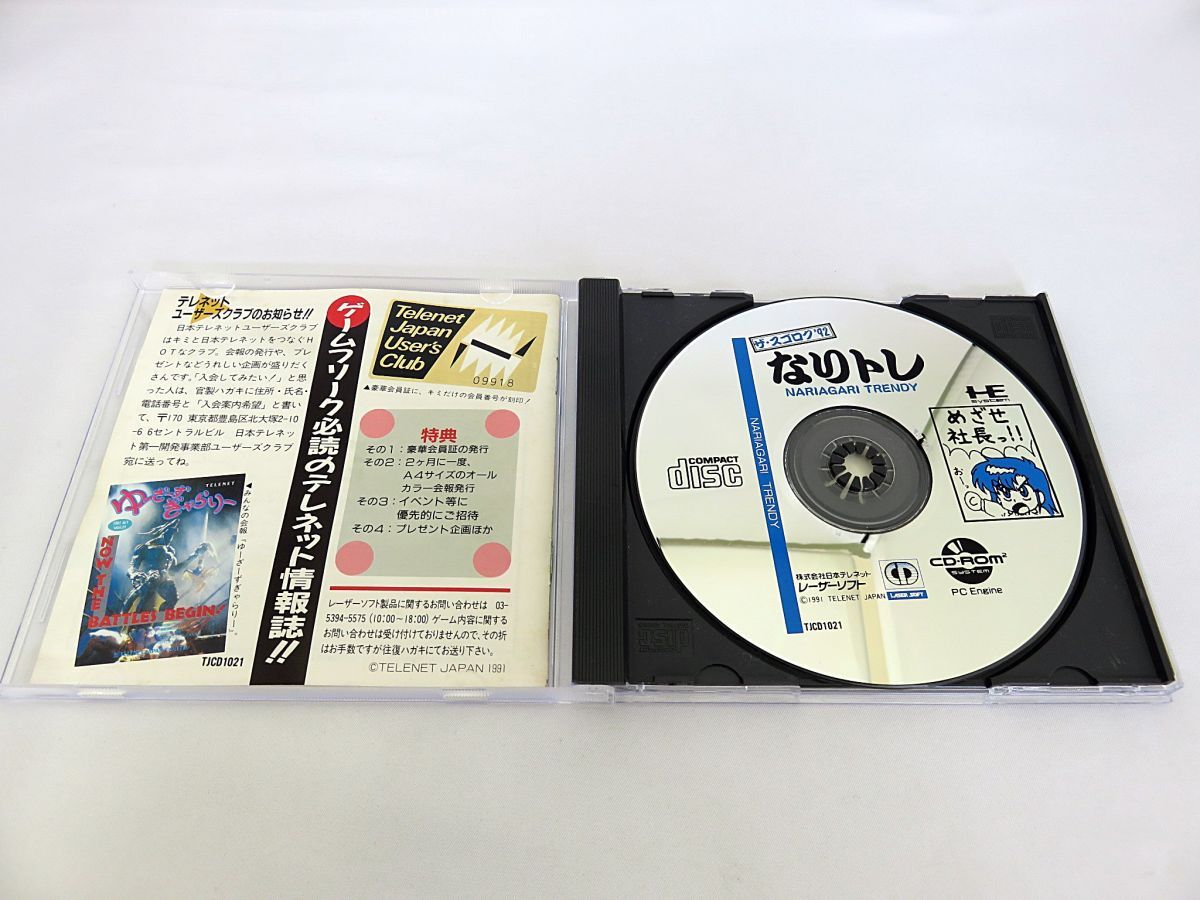 テレネット
ユーザーズクラブのお知らせ!!
日本テレネットユーザーズクラブ
はキミと日本テレネットをつなぐH
OTなクラブ。会報の発行や、プレ
ゼントなどうれしい企画が盛りだく
さんです。「入会してみたい!」と思
った人は、官製ハガキに住所・氏名・
電話番号と「入会案内希望」と書い
て、〒170 東京都豊島区北大塚2-10
-6 6セントラルビル 日本テレネッ
ト第一開発事業部ユーザーズクラブ
宛に送ってね。
TELENET
ゆーざーず
ぎゃらりー
NOW THE
BATTLES BEGIN!
◀みんなの会報「ゆーざーずぎゃらりー」。
TJCD1021
ゲームフリーク必読のテレネット情報誌!!
Telenet
Japan
User's
Club
09918
▲豪華会員証に、キミだけの会員番号が刻印!
特典
その1:豪華会員証の発行
その2:2ヶ月に一度、
A4サイズのオール
カラー会報発行
その3:イベント等に
優先的にご招待
その4:プレゼント企画ほか
レーザーソフト製品に関するお問い合わせは 03-
5394-5575(10:00〜18:00)ゲーム内容に関する
お問い合わせは受け付けておりませんので、その折
はお手数ですが往復ハガキにてお送り下さい。
©TELENET JAPAN 1991
ザ・スゴロク'92
なりトレ
NARIAGARI TRENDY
NARIAGARI TRENDY
COMPACT
disc
HE
SYSTEM
めざせ
社長っ!!
おーっ
CD-ROM²
SYSTEM
PC Engine
株式会社日本テレネット
レーザーソフト
©1991 TELENET JAPAN
LASER SOFT
TJCD1021